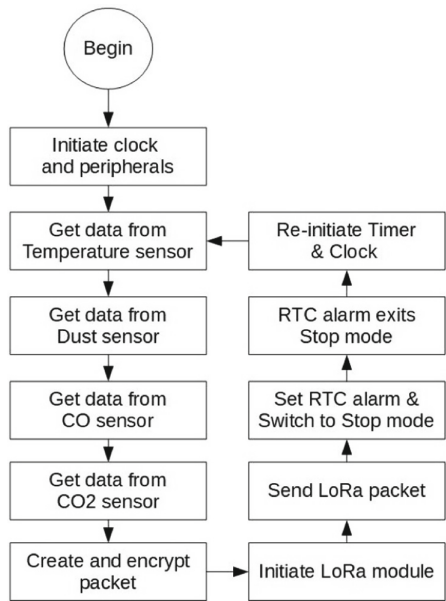 Begin
Initiate clock
and peripherals
Get data from
Temperature sensor
Get data from
Dust sensor
Get data from
CO sensor
Get data from
CO2 sensor
Create and encrypt
packet
Initiate LoRa module
Send LoRa packet
Set RTC alarm &
Switch to Stop mode
RTC alarm exits
Stop mode
Re-initiate Timer
& Clock